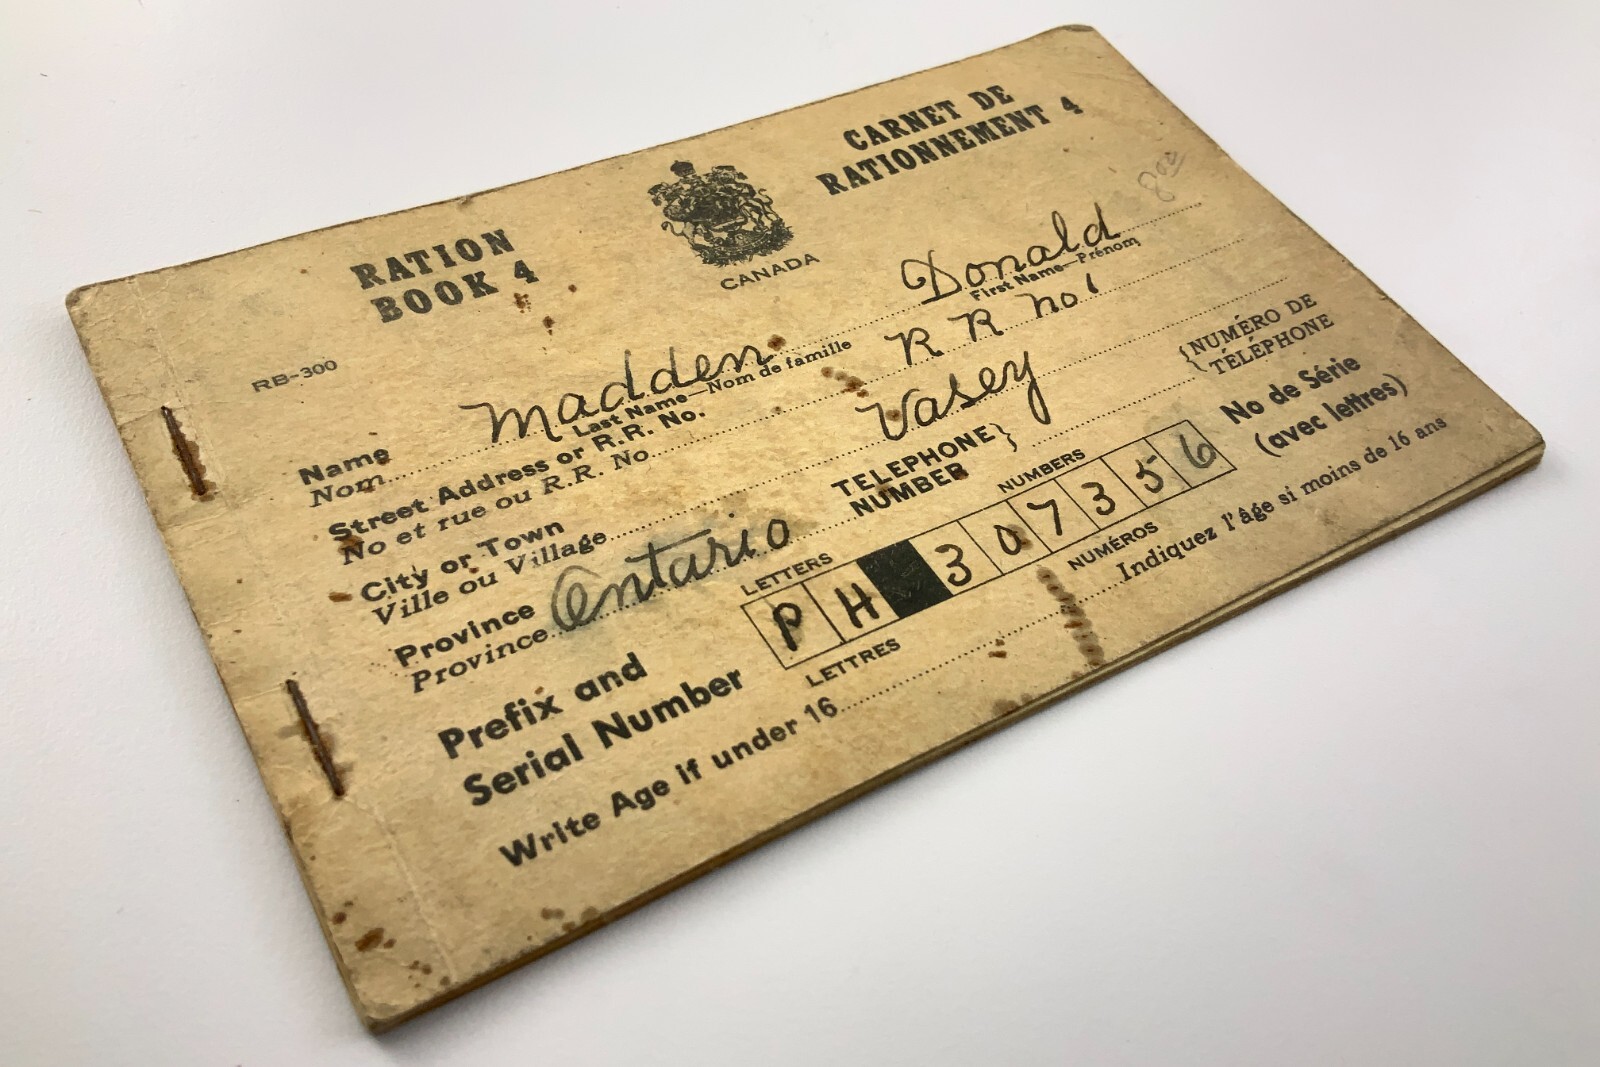 RATION
BOOK 4
CANADA
CARNET DE
RATIONNEMENT 4
8 00
RB-300
Name Madden Donald
Nom Last Name—Nom de famille First Name—Prénom
Street Address or R.R. No. R R No 1
No et rue ou R.R. No.
City or Town Vasey
Ville ou Village
Province Ontario
Province
TELEPHONE
NUMBER
NUMÉRO DE
TÉLÉPHONE
LETTERS NUMBERS
Prefix and
Serial Number
P H 3 0 7 3 5 6
No de Série
(avec lettres)
LETTRES NUMÉROS
Write Age if under 16 Indiquez l'âge si moins de 16 ans